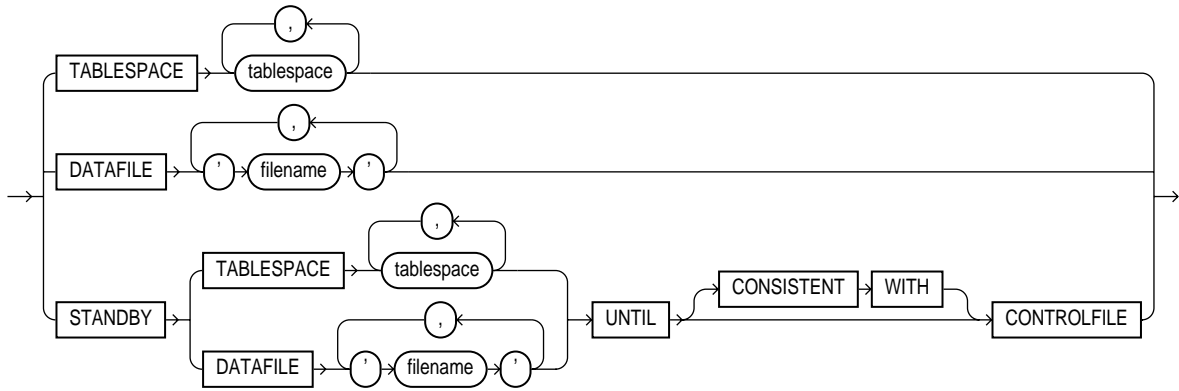 ,
TABLESPACE tablespace
,
DATAFILE ' filename '
,
TABLESPACE tablespace
STANDBY UNTIL CONSISTENT WITH CONTROLFILE
,
DATAFILE ' filename '